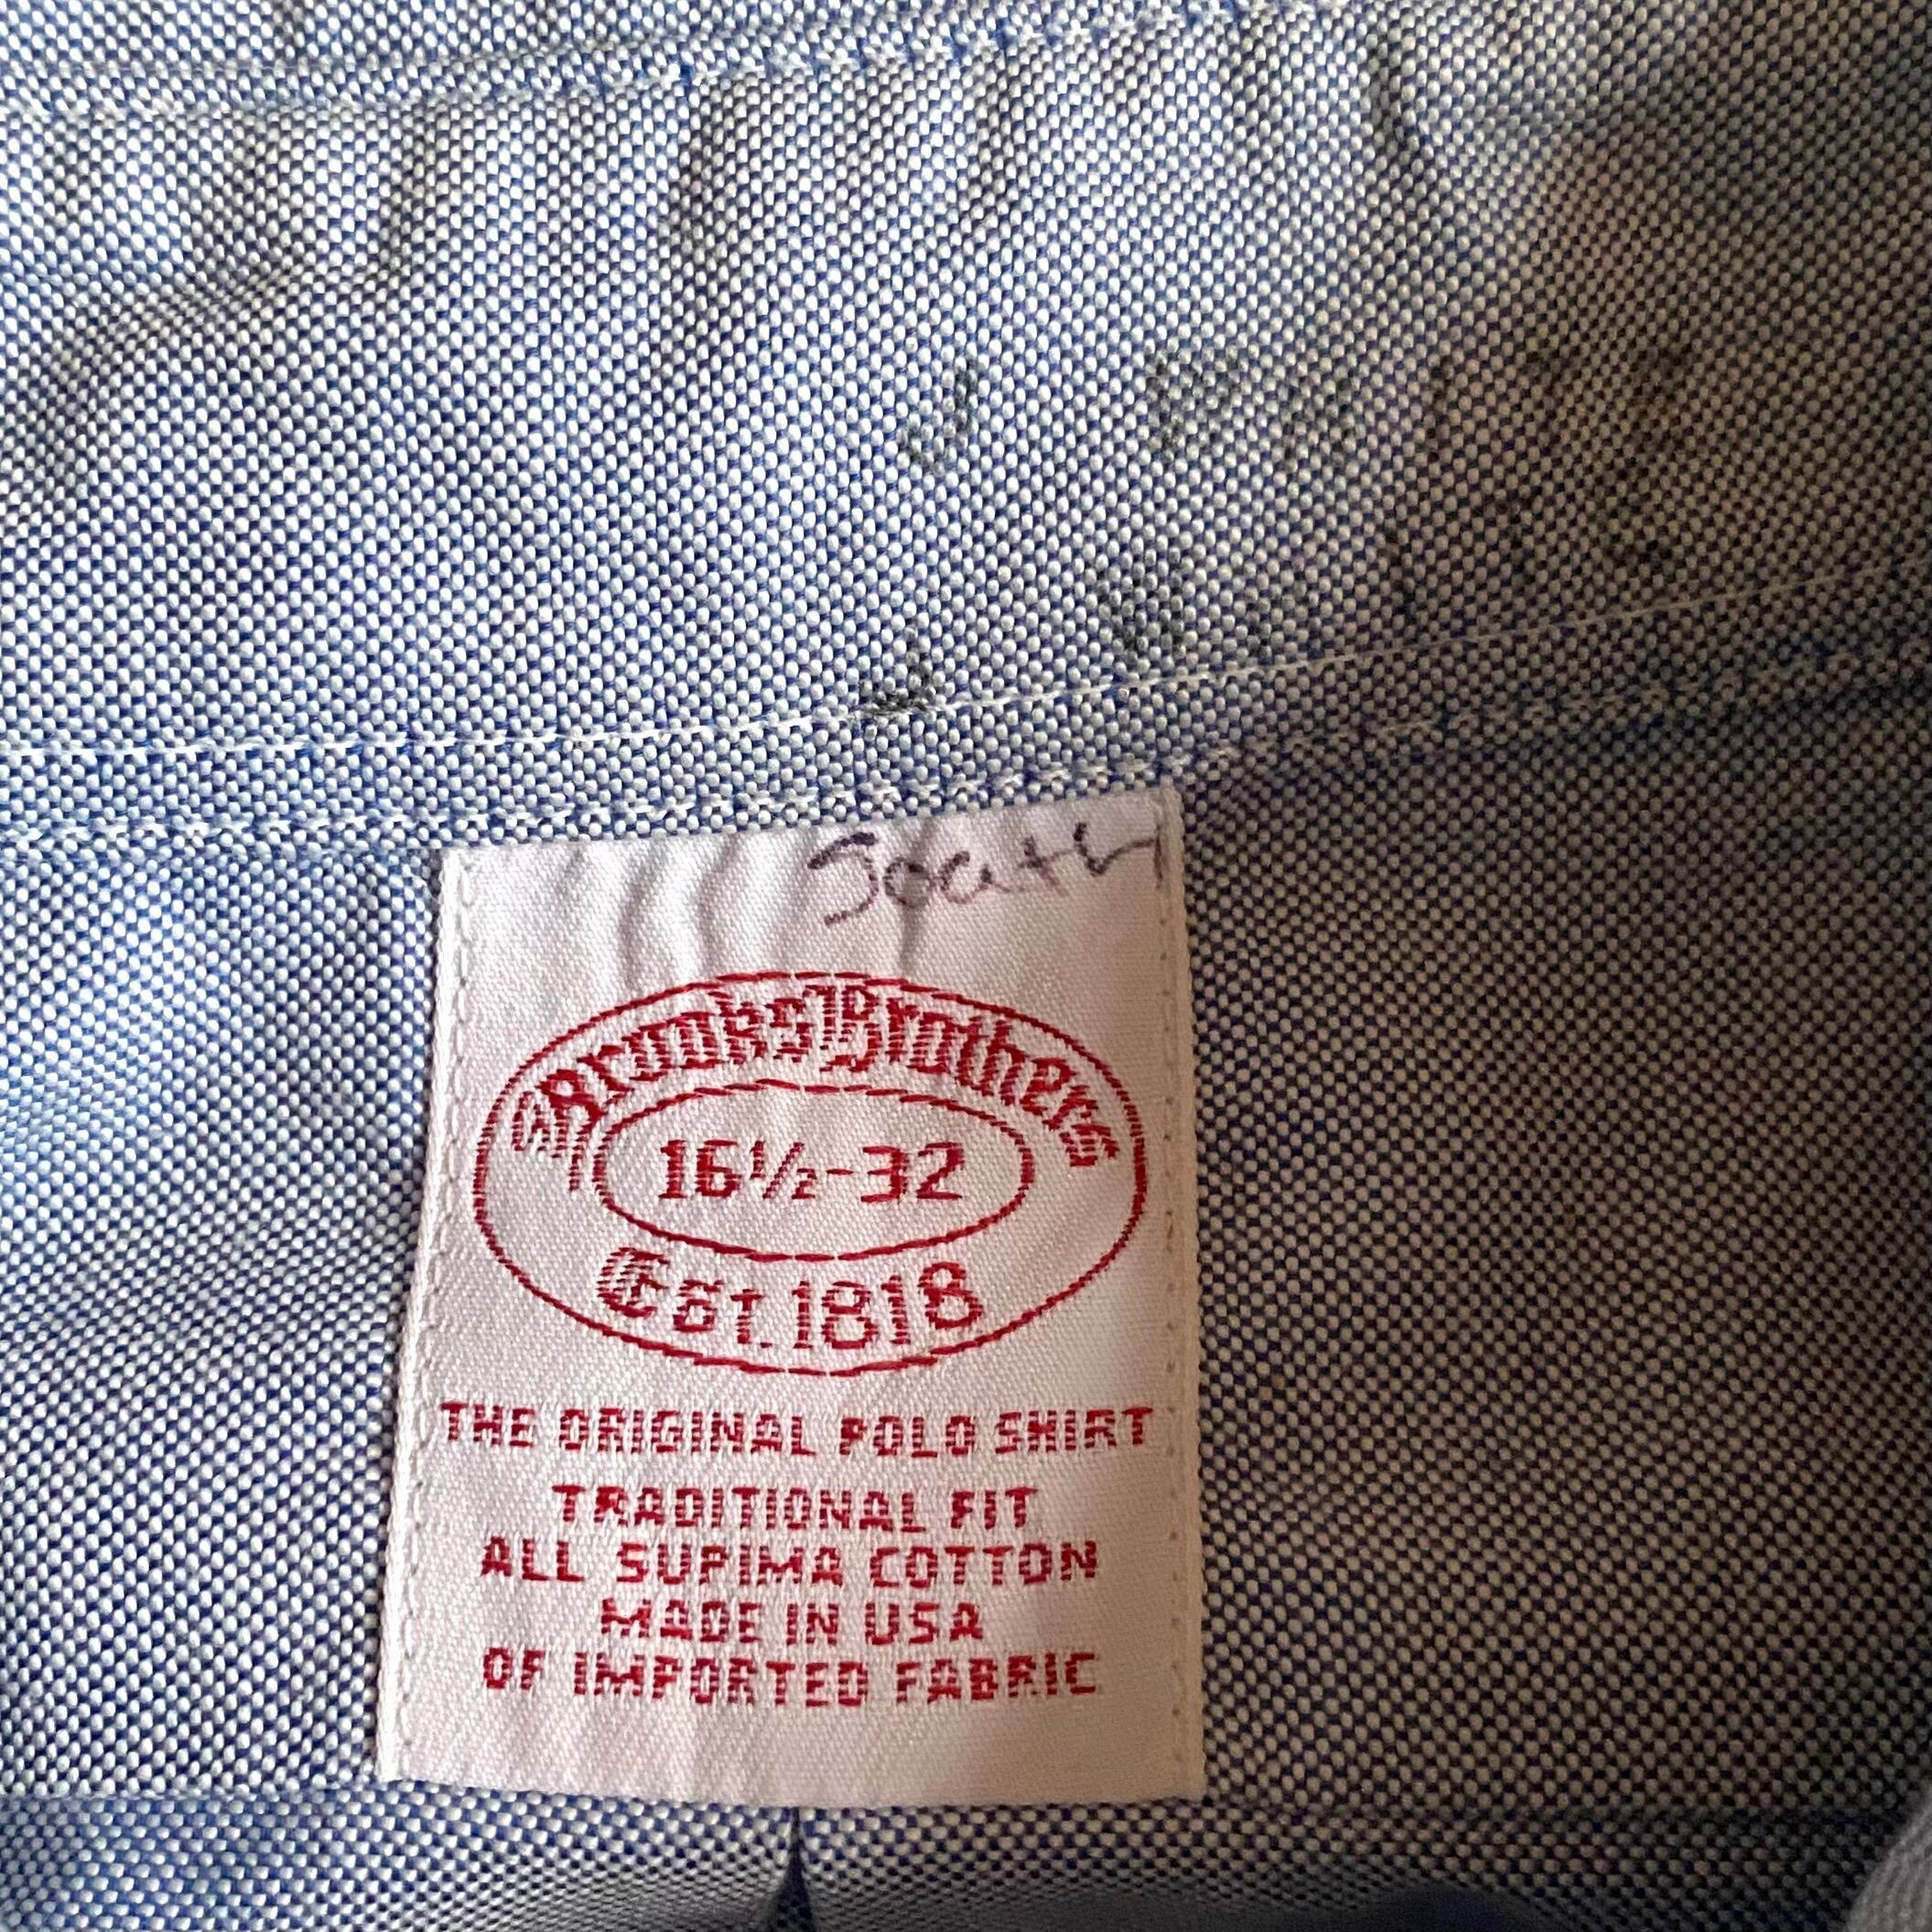 South
Brooks Brothers
16½-32
Est. 1818
THE ORIGINAL POLO SHIRT
TRADITIONAL FIT
ALL SUPIMA COTTON
MADE IN USA
OF IMPORTED FABRIC